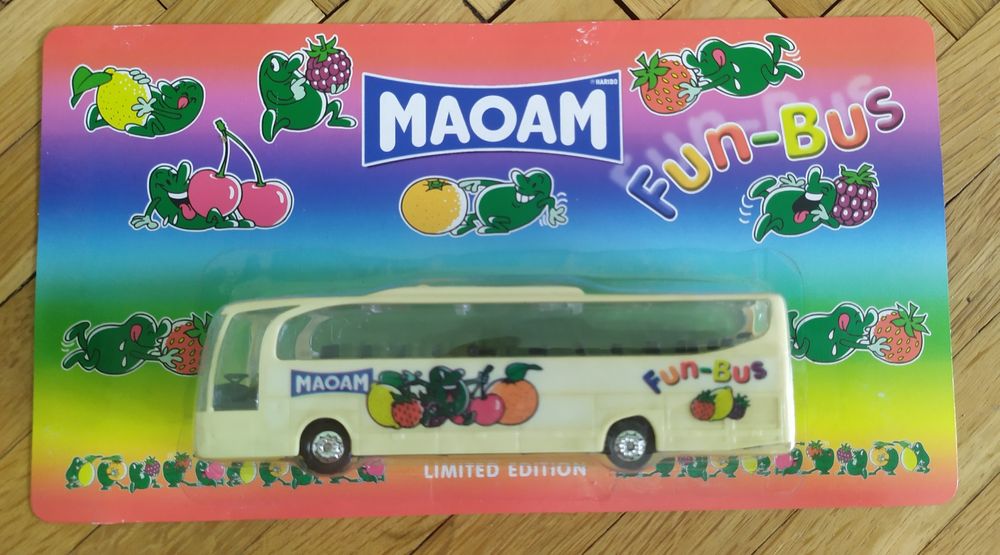 ® HARIBO
MAOAM
Fun-Bus
MAOAM
Fun-Bus
LIMITED EDITION